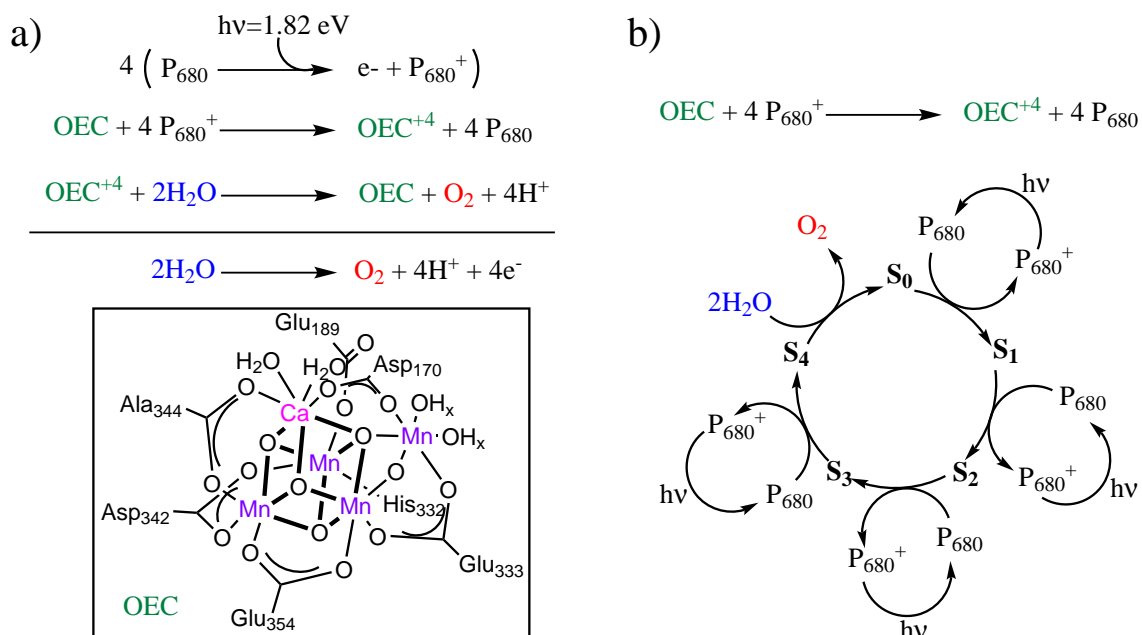 a)
hν=1.82 eV
4 ( P₆₈₀ e- + P₆₈₀⁺ )
OEC + 4 P₆₈₀⁺ OEC⁺⁴ + 4 P₆₈₀
OEC⁺⁴ + 2H₂O OEC + O₂ + 4H⁺
2H₂O O₂ + 4H⁺ + 4e⁻
Glu₁₈₉
H₂O H₂O O O Asp₁₇₀
O O O OHₓ
Ala₃₄₄ Ca O
O O Mn OHₓ
O O Mn O
O Mn O Mn His₃₃₂ O
Asp₃₄₂ O O O
O O Glu₃₃₃
OEC Glu₃₅₄
b)
OEC + 4 P₆₈₀⁺ OEC⁺⁴ + 4 P₆₈₀
hν
O₂ P₆₈₀
P₆₈₀⁺
2H₂O S₀
S₄ S₁
P₆₈₀⁺ P₆₈₀
S₃ S₂
hν P₆₈₀ P₆₈₀⁺ hν
P₆₈₀⁺ P₆₈₀
hν